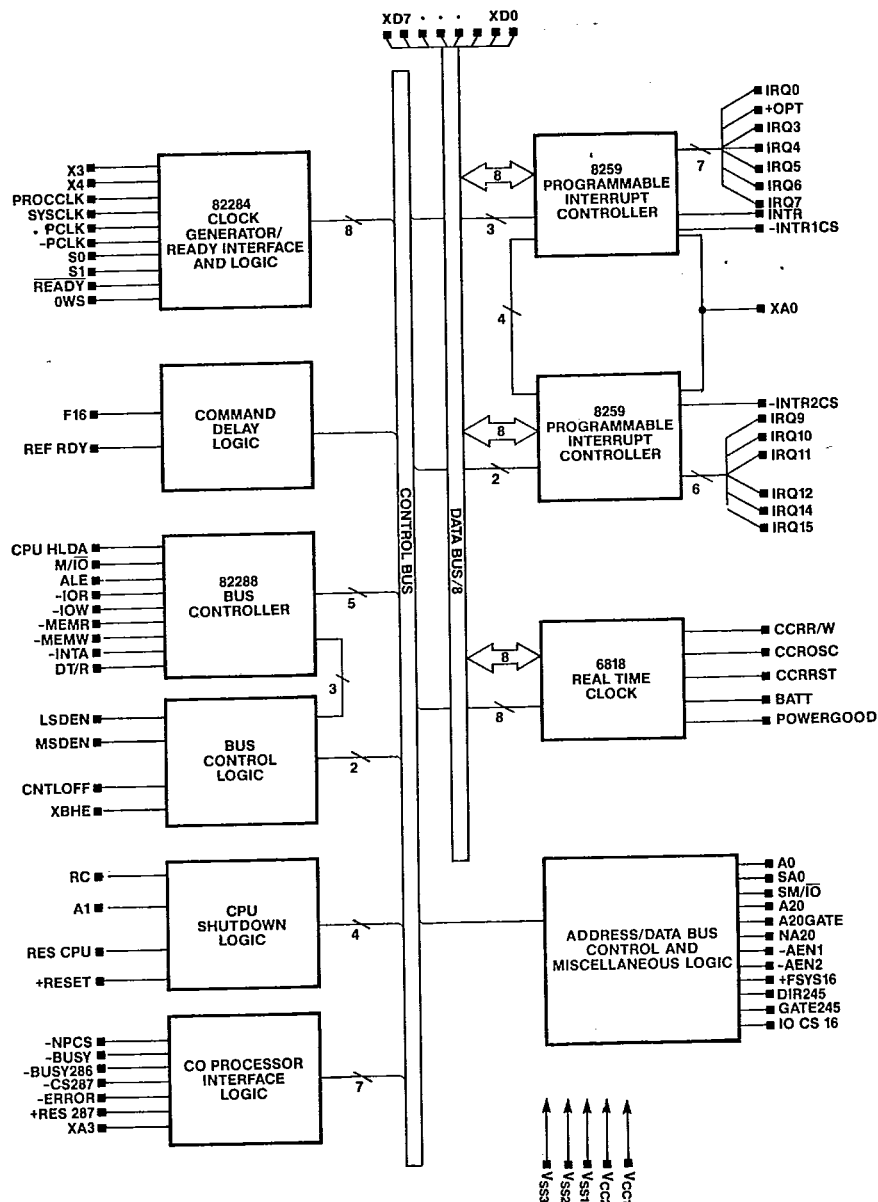 XD7 · · · XD0
X3
X4
PROCCLK
SYSCLK
PCLK
-PCLK
S0
S1
READY
0WS
82284
CLOCK
GENERATOR/
READY INTERFACE
AND LOGIC
8
8
3
8259
PROGRAMMABLE
INTERRUPT
CONTROLLER
7
IRQ0
+OPT
IRQ3
IRQ4
IRQ5
IRQ6
IRQ7
INTR
-INTR1CS
4
XA0
F16
REF RDY
COMMAND
DELAY
LOGIC
8
2
8259
PROGRAMMABLE
INTERRUPT
CONTROLLER
6
-INTR2CS
IRQ9
IRQ10
IRQ11
IRQ12
IRQ14
IRQ15
CONTROL BUS
DATA BUS/8
CPU HLDA
M/IO
ALE
-IOR
-IOW
-MEMR
-MEMW
-INTA
DT/R
82288
BUS
CONTROLLER
5
3
8
8
6818
REAL TIME
CLOCK
CCRR/W
CCROSC
CCRRST
BATT
POWERGOOD
LSDEN
MSDEN
CNTLOFF
XBHE
BUS
CONTROL
LOGIC
2
RC
A1
RES CPU
+RESET
CPU
SHUTDOWN
LOGIC
4
ADDRESS/DATA BUS
CONTROL AND
MISCELLANEOUS LOGIC
A0
SA0
SM/IO
A20
A20GATE
NA20
-AEN1
-AEN2
+FSYS16
DIR245
GATE245
IO CS 16
-NPCS
-BUSY
-BUSY286
-CS287
-ERROR
+RES 287
XA3
CO PROCESSOR
INTERFACE
LOGIC
7
VSS3
VSS2
VSS1